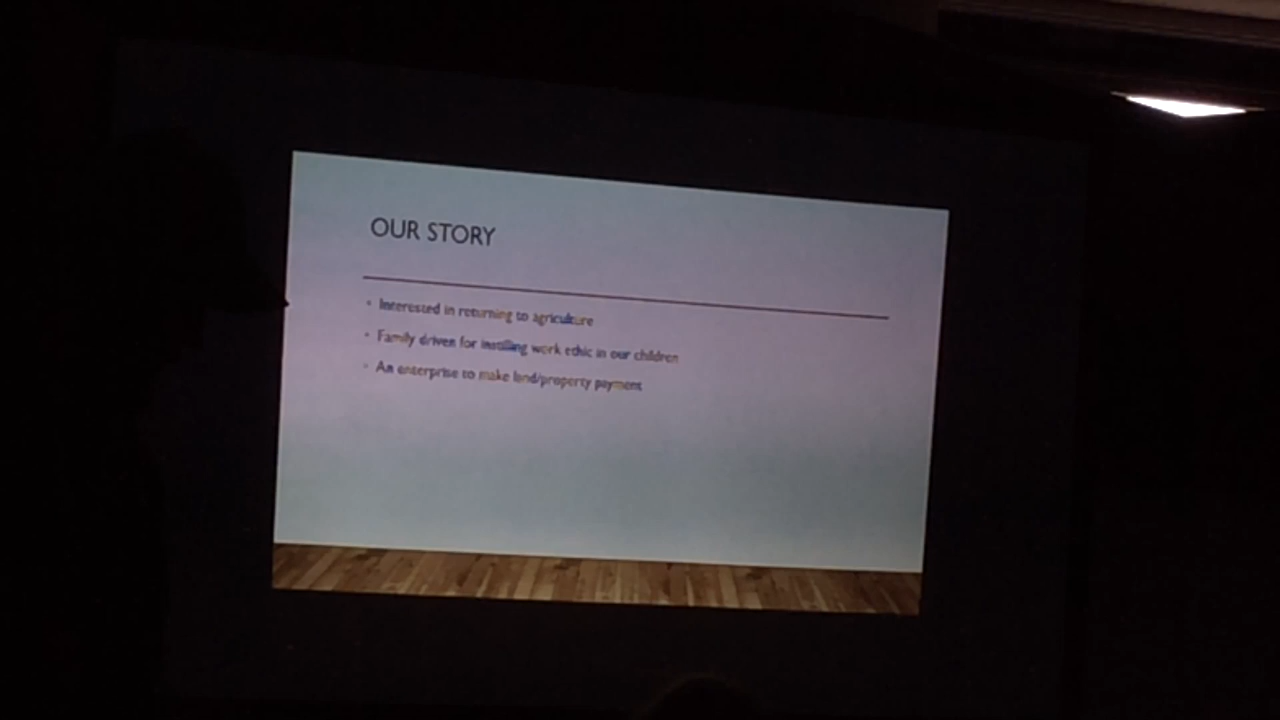 OUR STORY
Interested in returning to agriculture
Family driven for instilling work ethic in our children
An enterprise to make land/property payment